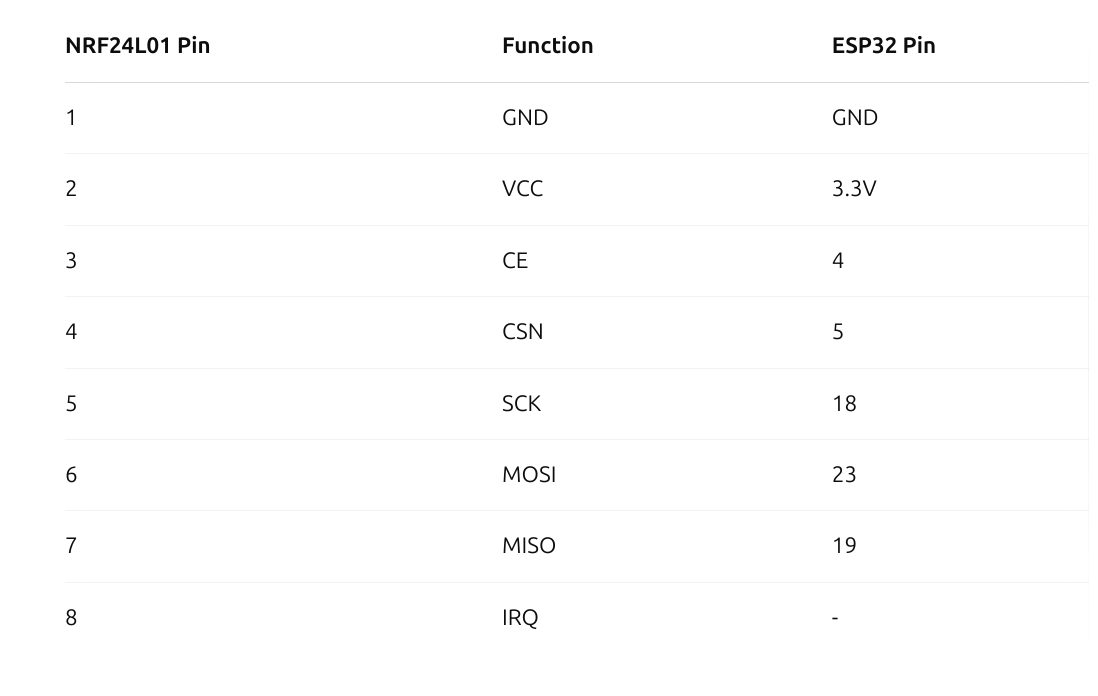 NRF24L01 Pin Function ESP32 Pin
1 GND GND
2 VCC 3.3V
3 CE 4
4 CSN 5
5 SCK 18
6 MOSI 23
7 MISO 19
8 IRQ -